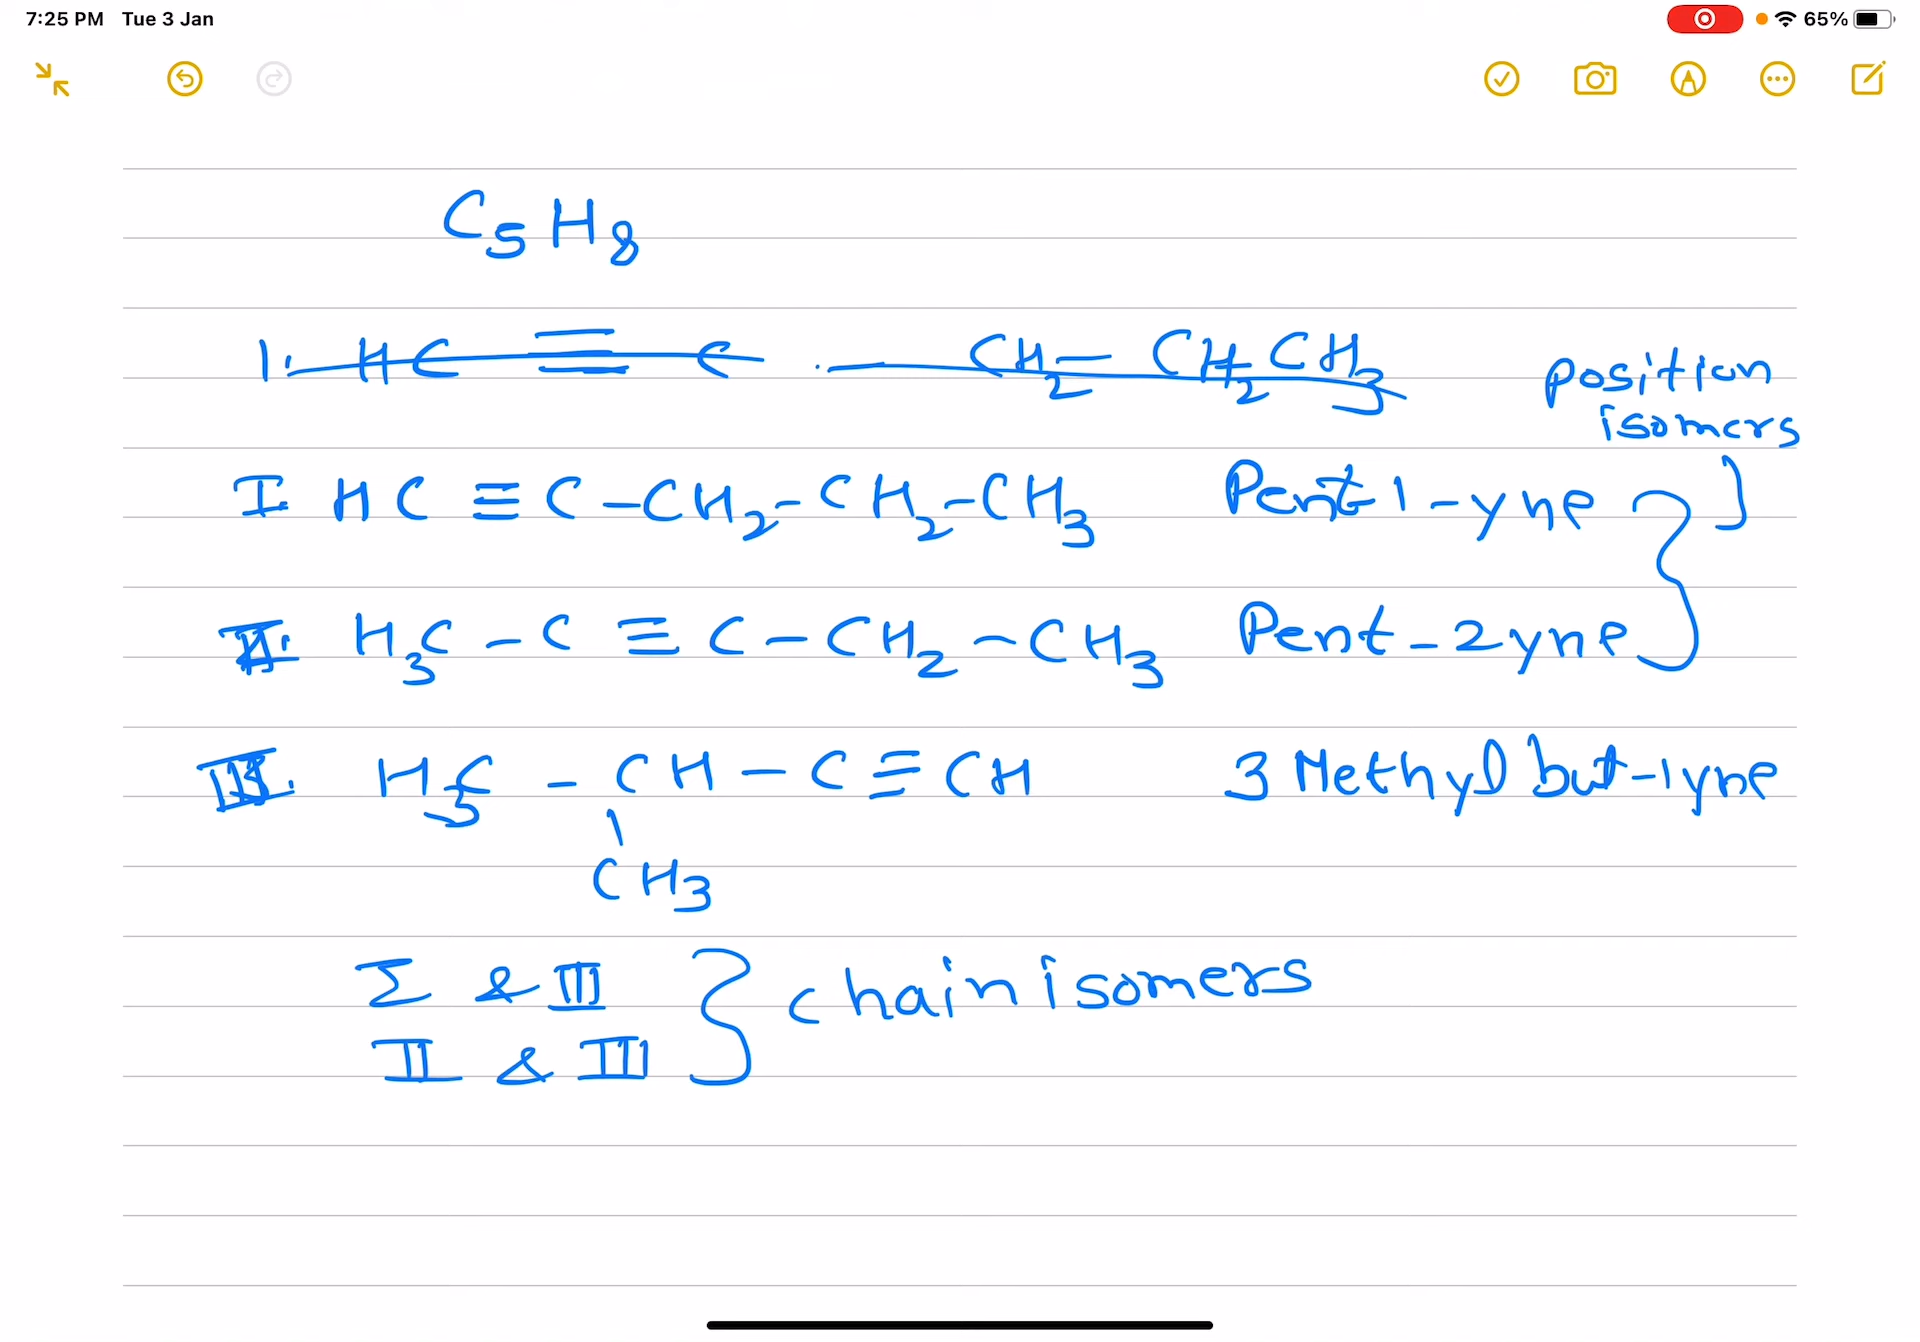 7:25 PM Tue 3 Jan 65%
C₅H₈
1. HC ≡ C - CH₂ - CH₂ CH₃
position
isomers
I HC ≡ C - CH₂ - CH₂ - CH₃ Pent-1-yne
II. H₃C - C ≡ C - CH₂ - CH₃ Pent-2yne
III. H₃C - CH - C ≡ CH 3 Methyl but-1yne
CH₃
I & III
II & III
chain isomers